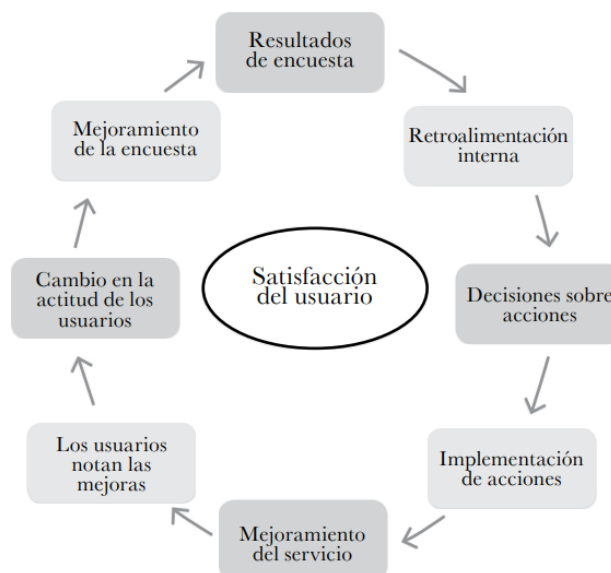 Resultados
de encuesta
Retroalimentación
interna
Decisiones sobre
acciones
Implementación
de acciones
Mejoramiento
del servicio
Los usuarios
notan las
mejoras
Cambio en la
actitud de los
usuarios
Mejoramiento
de la encuesta
Satisfacción
del usuario